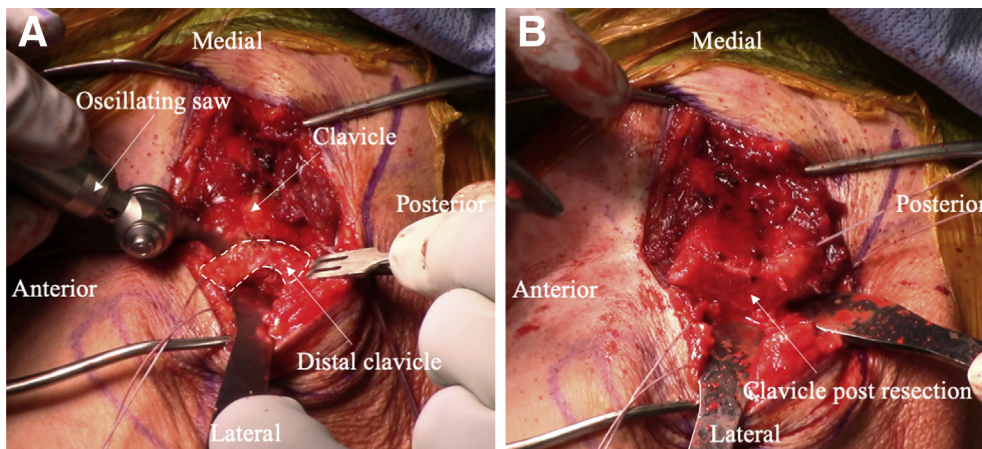 A
Medial
Oscillating saw
Clavicle
Posterior
Anterior
Distal clavicle
Lateral
B
Medial
Posterior
Anterior
Clavicle post resection
Lateral